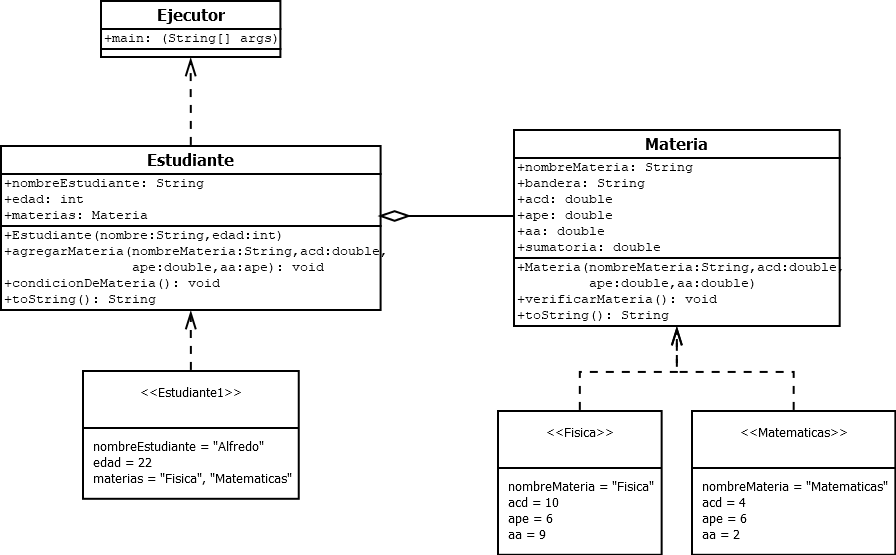 Ejecutor
+main: (String[] args)
Estudiante
+nombreEstudiante: String
+edad: int
+materias: Materia
+Estudiante(nombre:String,edad:int)
+agregarMateria(nombreMateria:String,acd:double,
ape:double,aa:ape): void
+condicionDeMateria(): void
+toString(): String
Materia
+nombreMateria: String
+bandera: String
+acd: double
+ape: double
+aa: double
+sumatoria: double
+Materia(nombreMateria:String,acd:double,
ape:double,aa:double)
+verificarMateria(): void
+toString(): String
<<Estudiante1>>
nombreEstudiante = "Alfredo"
edad = 22
materias = "Fisica", "Matematicas"
<<Fisica>>
nombreMateria = "Fisica"
acd = 10
ape = 6
aa = 9
<<Matematicas>>
nombreMateria = "Matematicas"
acd = 4
ape = 6
aa = 2